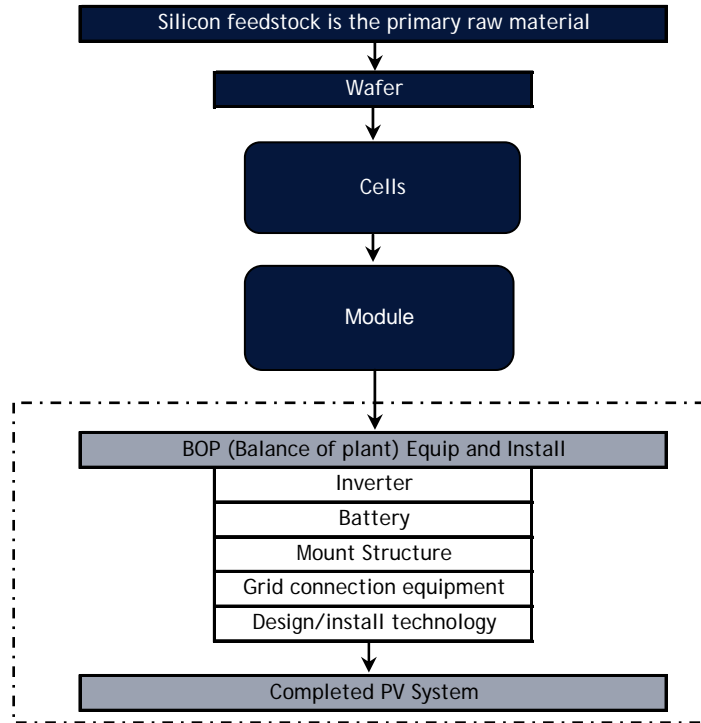 Silicon feedstock is the primary raw material
Wafer
Cells
Module
BOP (Balance of plant) Equip and Install
Inverter
Battery
Mount Structure
Grid connection equipment
Design/install technology
Completed PV System